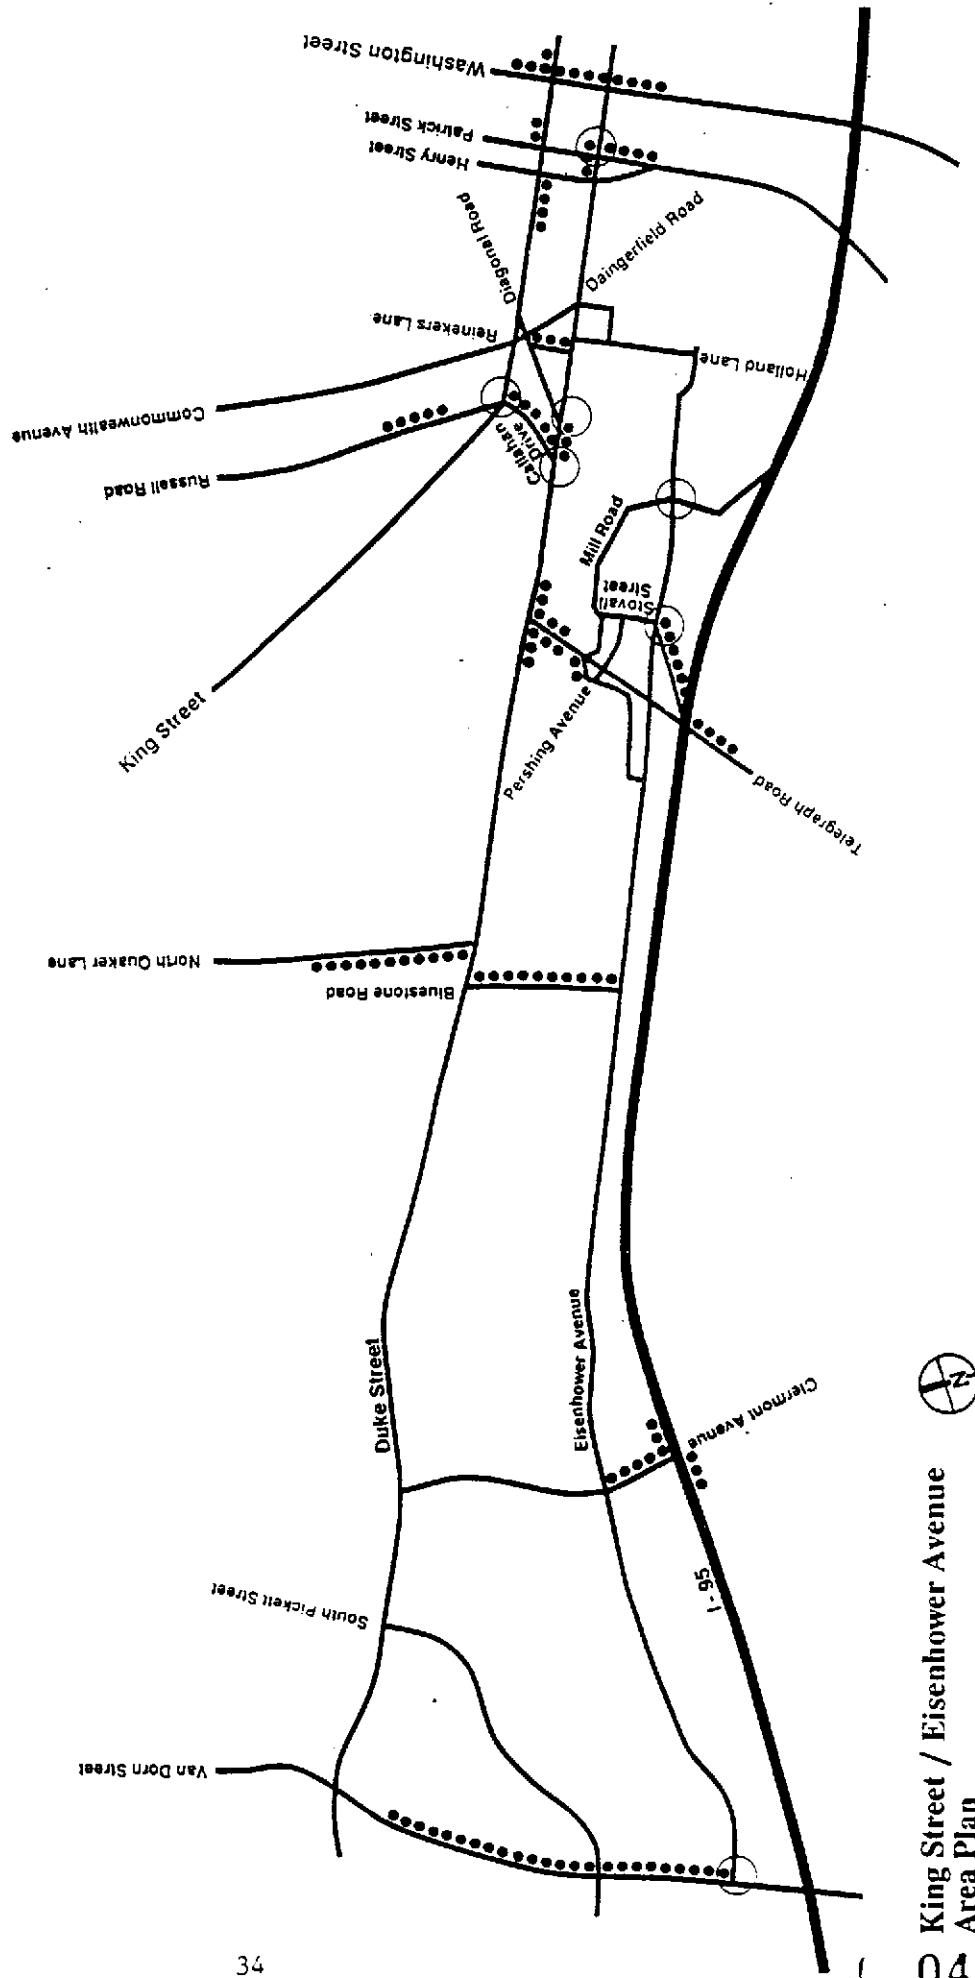 Washington Street
Patrick Street
Henry Street
Diagonal Road
Daingerfield Road
Reinekers Lane
Holland Lane
Commonwealth Avenue
Callahan
Drive
Russall Road
Mill Road
Stovall
Street
King Street
Pershing Avenue
Telegraph Road
North Quaker Lane
Bluestone Road
Duke Street
Eisenhower Avenue
Clermont Avenue
South Pickett Street
I-95
Van Dorn Street
N
King Street / Eisenhower Avenue
Area Plan
04
34